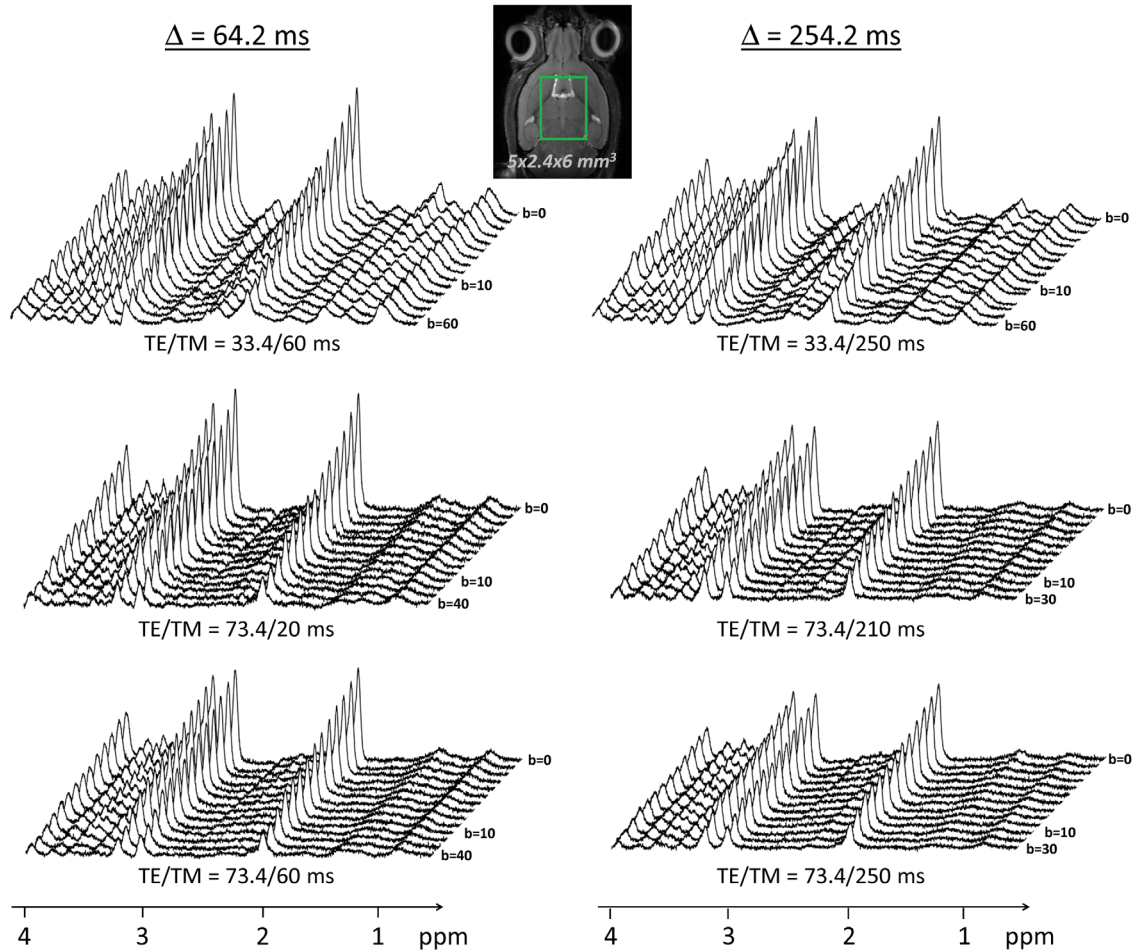 Δ = 64.2 ms
Δ = 254.2 ms
5x2.4x6 mm³
b=0
b=10
b=60
TE/TM = 33.4/60 ms
b=0
b=10
b=60
TE/TM = 33.4/250 ms
b=0
b=10
b=40
TE/TM = 73.4/20 ms
b=0
b=10
b=30
TE/TM = 73.4/210 ms
b=0
b=10
b=40
TE/TM = 73.4/60 ms
b=0
b=10
b=30
TE/TM = 73.4/250 ms
4 3 2 1 ppm
4 3 2 1 ppm